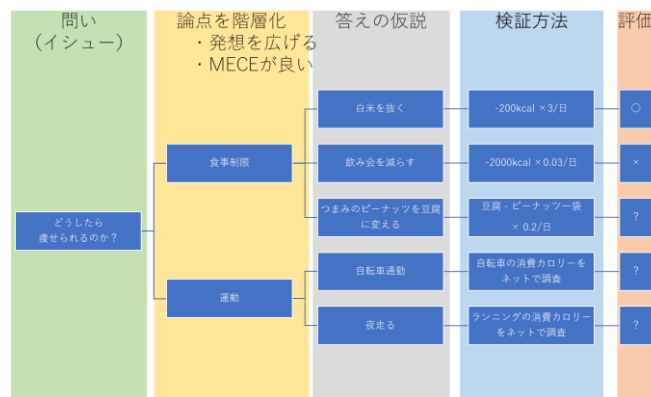 問い
（イシュー）
論点を階層化
・発想を広げる
・MECEが良い
答えの仮説
検証方法
評価
どうしたら
痩せられるのか？
食事制限
運動
白米を抜く
-200kcal ×3/日
○
飲み会を減らす
-2000kcal ×0.03/日
×
つまみのピーナッツを豆腐
に変える
豆腐・ピーナッツ一袋
× 0.2/日
？
自転車通勤
自転車の消費カロリーを
ネットで調査
？
夜走る
ランニングの消費カロリー
をネットで調査
？